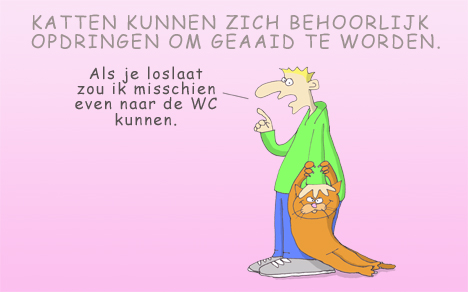 KATTEN KUNNEN ZICH BEHOORLIJK
OPDRINGEN OM GEAAID TE WORDEN.
Als je loslaat
zou ik misschien
even naar de WC
kunnen.